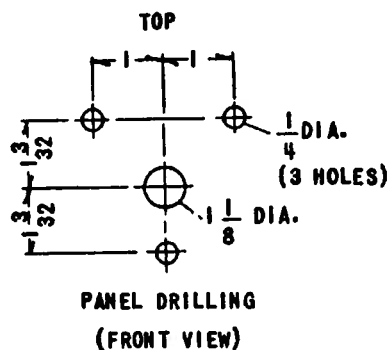 TOP
1 1
1 3/32
1/4 DIA.
(3 HOLES)
1 3/32
1 1/8 DIA.
PANEL DRILLING
(FRONT VIEW)